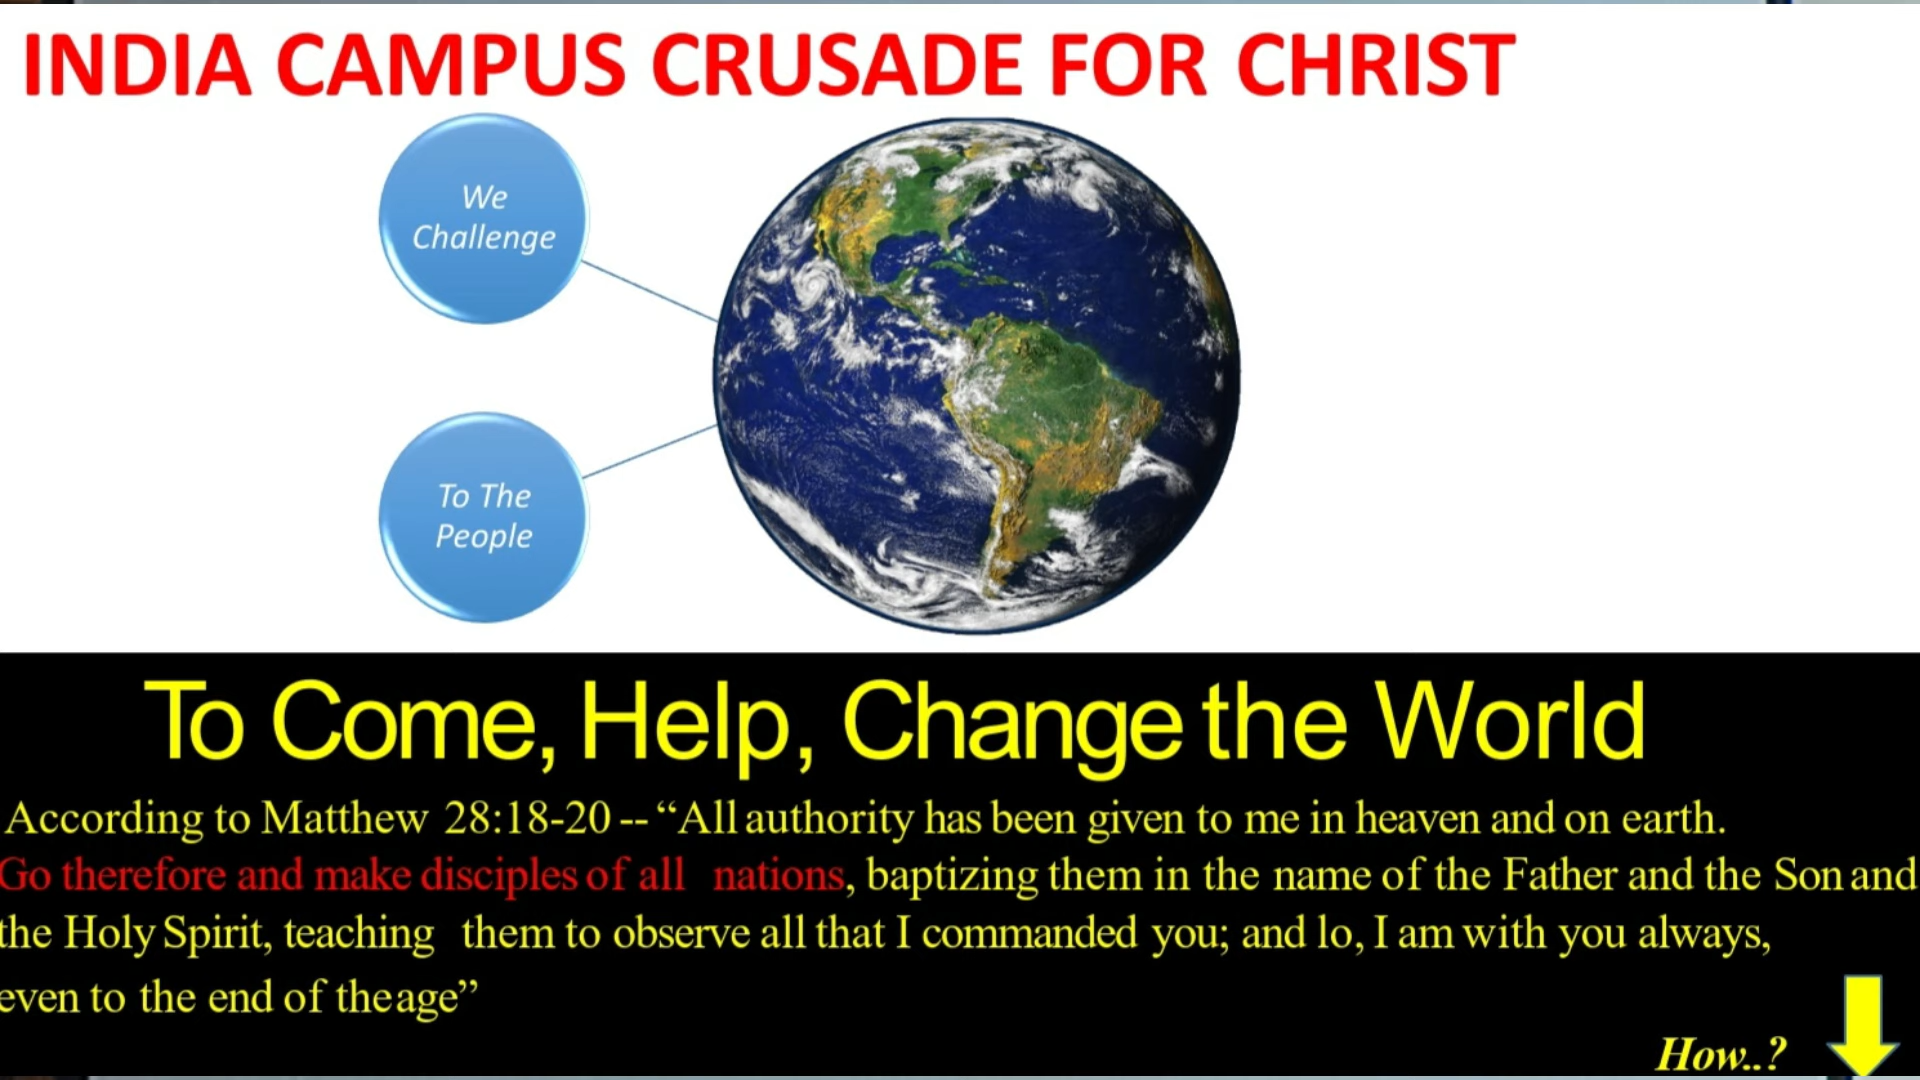 INDIA CAMPUS CRUSADE FOR CHRIST
We
Challenge
To The
People
To Come, Help, Change the World
According to Matthew 28:18-20 -- “All authority has been given to me in heaven and on earth.
Go therefore and make disciples of all nations, baptizing them in the name of the Father and the Son and
the Holy Spirit, teaching them to observe all that I commanded you; and lo, I am with you always,
even to the end of the age”
How..?